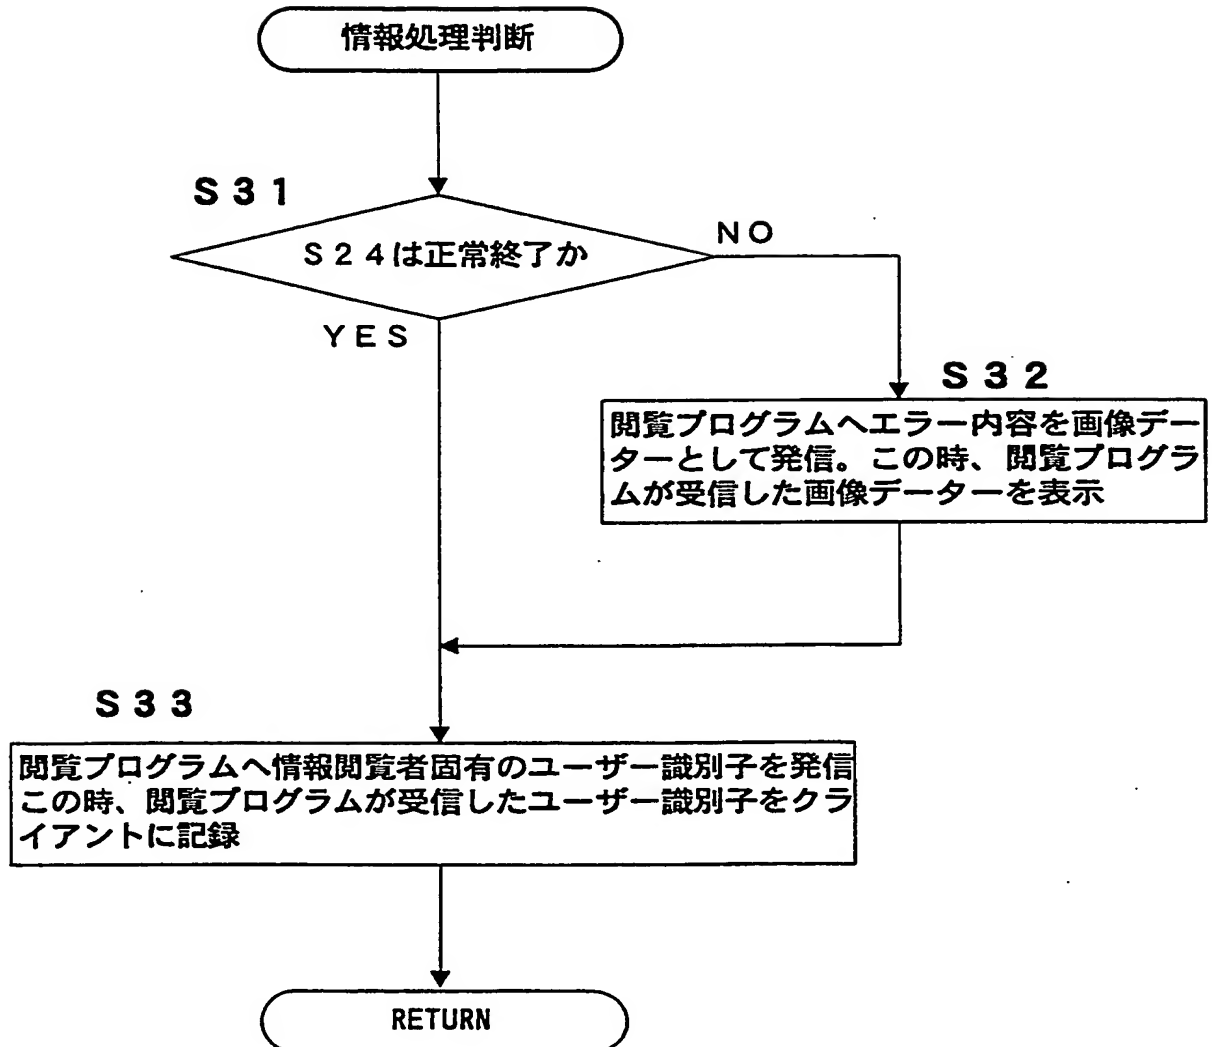 情報処理判断
S31
S24は正常終了か
NO
YES
S32
閲覧プログラムへエラー内容を画像デー
ターとして発信。この時、閲覧プログラ
ムが受信した画像データーを表示
S33
閲覧プログラムへ情報閲覧者固有のユーザー識別子を発信
この時、閲覧プログラムが受信したユーザー識別子をクラ
イアントに記録
RETURN